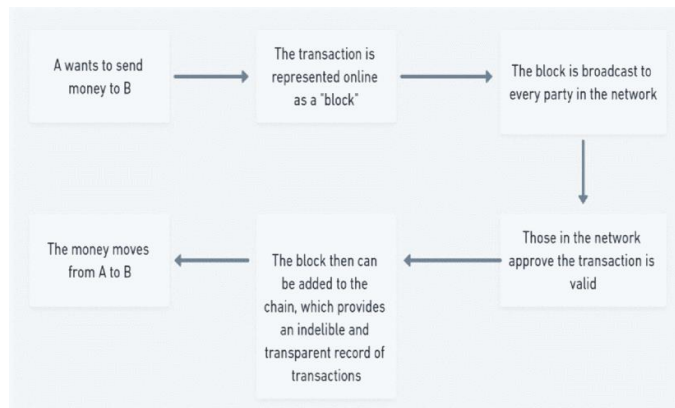 A wants to send
money to B
The transaction is
represented online
as a "block"
The block is broadcast to
every party in the network
Those in the network
approve the transaction is
valid
The block then can
be added to the
chain, which provides
an indelible and
transparent record of
transactions
The money moves
from A to B